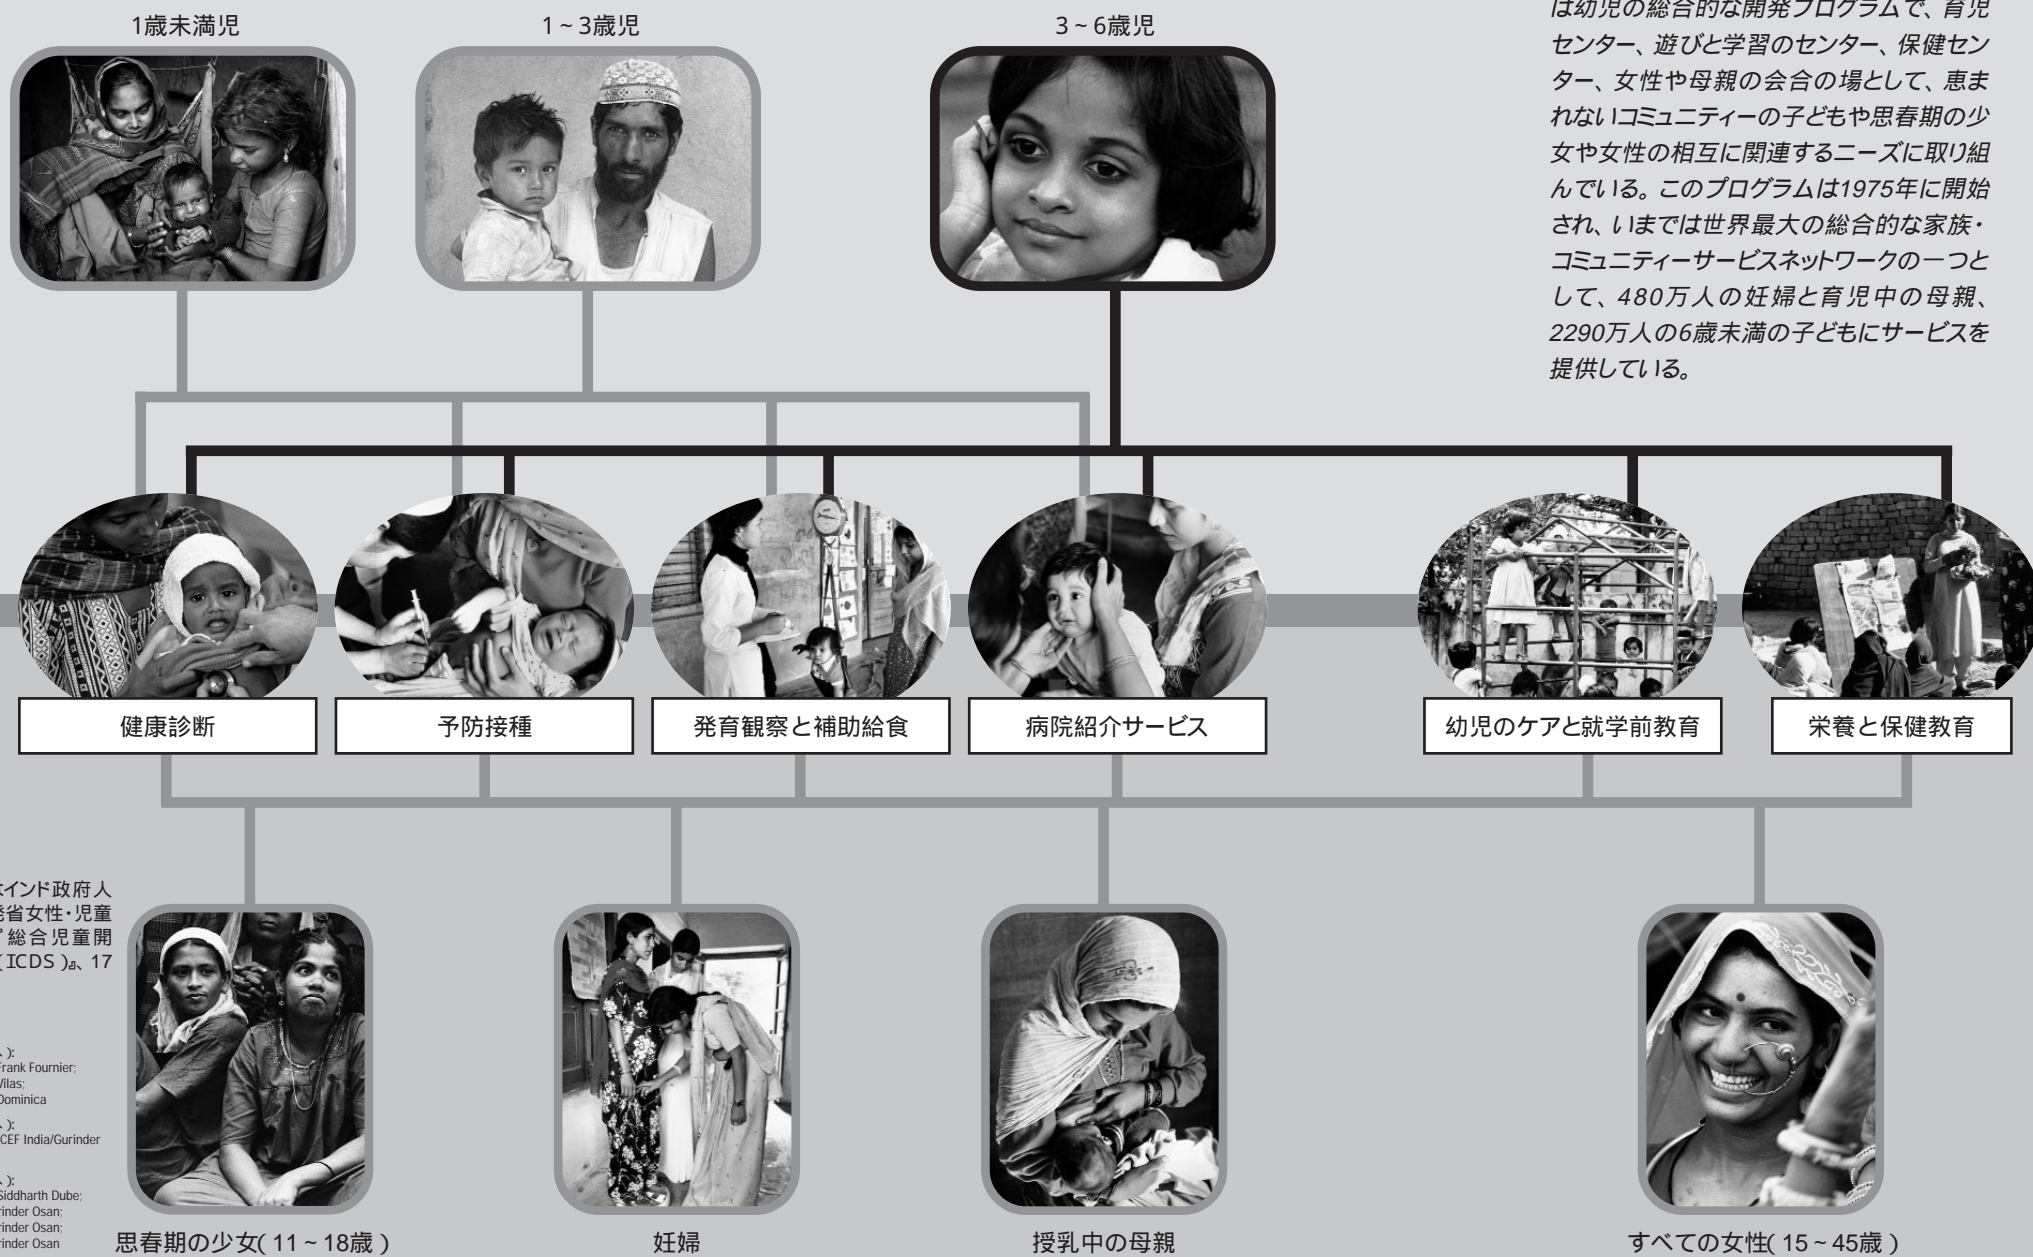 1歳未満児
1~3歳児
3~6歳児
は幼児の総合的な開発プログラムで、育児
センター、遊びと学習のセンター、保健セン
ター、女性や母親の会合の場として、恵ま
れないコミュニティーの子どもや思春期の少
女や女性の相互に関連するニーズに取り組
んでいる。このプログラムは1975年に開始
され、いまでは世界最大の総合的な家族・
コミュニティーサービスネットワークの一つと
して、480万人の妊婦と育児中の母親、
2290万人の6歳未満の子どもにサービスを
提供している。
健康診断
予防接種
発育観察と補助給食
病院紹介サービス
幼児のケアと就学前教育
栄養と保健教育
インド政府人
省女性・児童
総合児童開
(ICDS)』、17
):
Frank Fournier;
Vilas;
Dominica
):
CEF India/Gurinder
):
Siddharth Dube;
rinder Osan;
rinder Osan;
rinder Osan
思春期の少女(11~18歳)
妊婦
授乳中の母親
すべての女性(15~45歳)